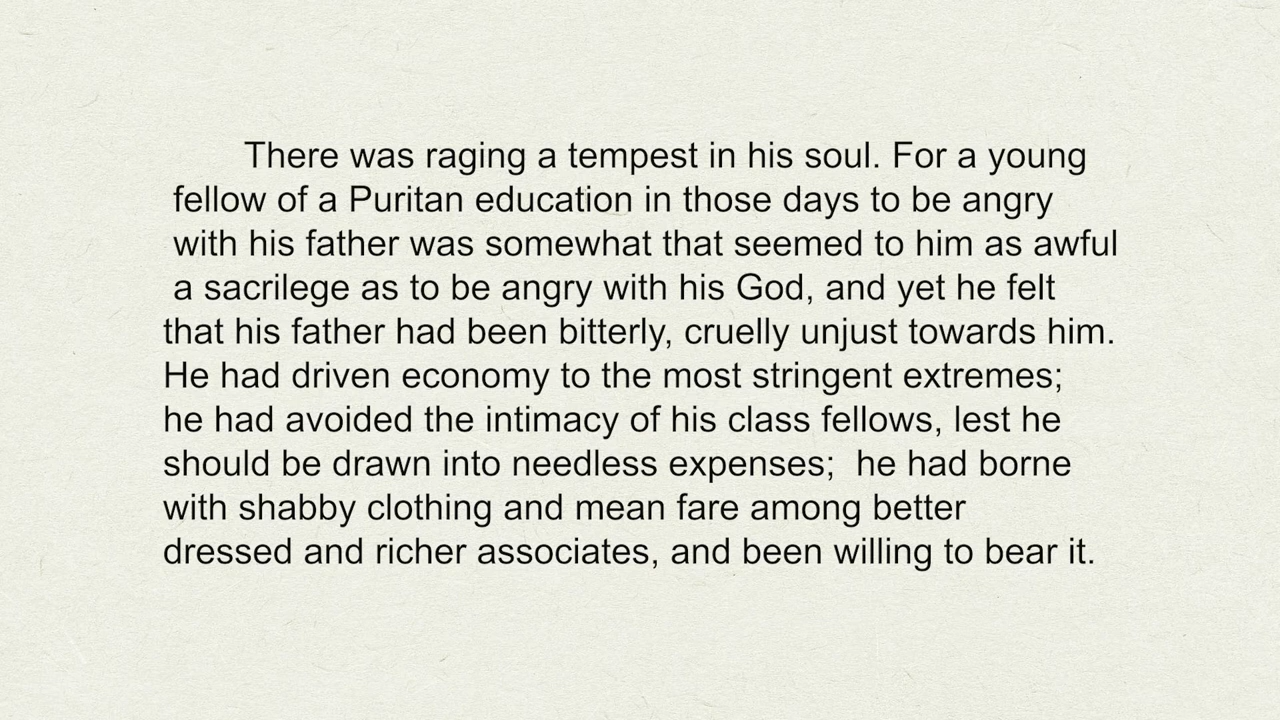 There was raging a tempest in his soul. For a young
fellow of a Puritan education in those days to be angry
with his father was somewhat that seemed to him as awful
a sacrilege as to be angry with his God, and yet he felt
that his father had been bitterly, cruelly unjust towards him.
He had driven economy to the most stringent extremes;
he had avoided the intimacy of his class fellows, lest he
should be drawn into needless expenses;  he had borne
with shabby clothing and mean fare among better
dressed and richer associates, and been willing to bear it.